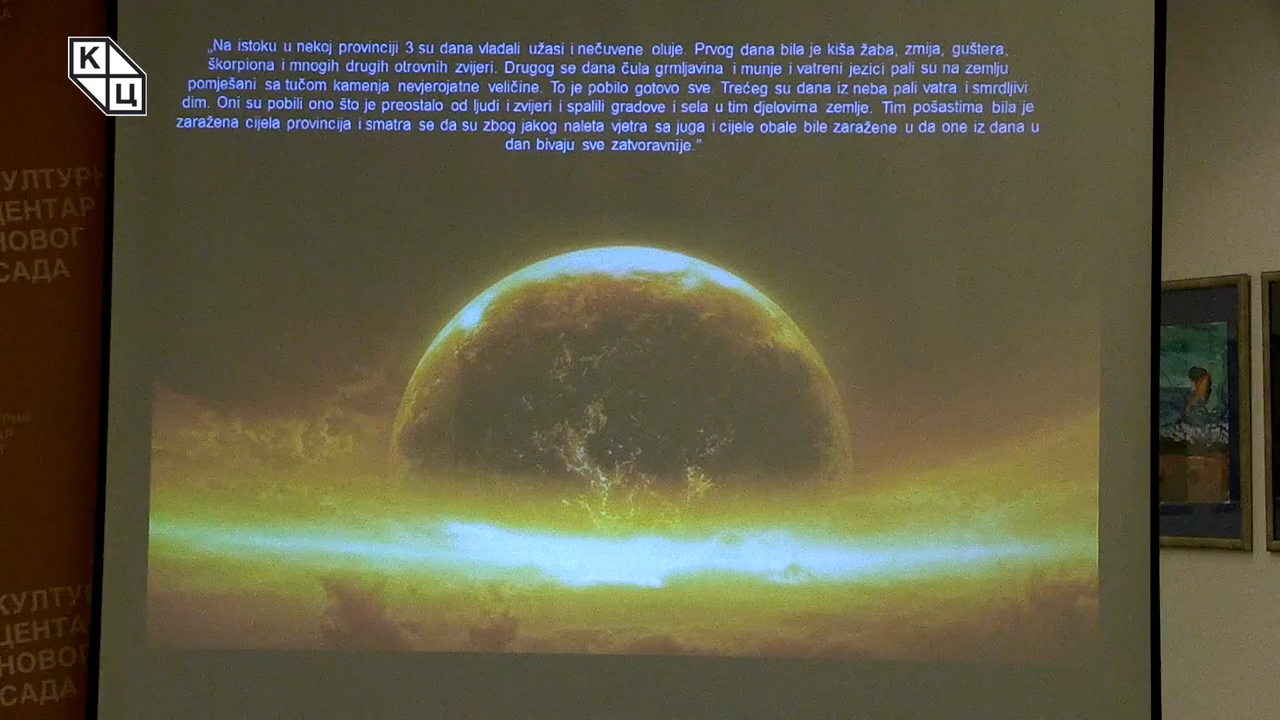 К
Ц
„Na istoku u nekoj provinciji 3 su dana vladali užasi i nečuvene oluje. Prvog dana bila je kiša žaba, zmija, guštera,
škorpiona i mnogih drugih otrovnih zvijeri. Drugog se dana čula grmljavina i munje i vatreni jezici pali su na zemlju
pomješani sa tučom kamenja nevjerojatne veličine. To je pobilo gotovo sve. Trećeg su dana iz neba pali vatra i smrdljivi
dim. Oni su pobili ono što je preostalo od ljudi i zvijeri i spalili gradove i sela u tim djelovima zemlje. Tim pošastima bila je
zaražena cijela provincija i smatra se da su zbog jakog naleta vjetra sa juga i cijele obale bile zaražene u da one iz dana u
dan bivaju sve zatvoravnije.“
УЛТУРН
ЦЕНТАР
НОВОГ
САДА
КУЛТУ
ЦЕНТА
НОВОГ
САДА